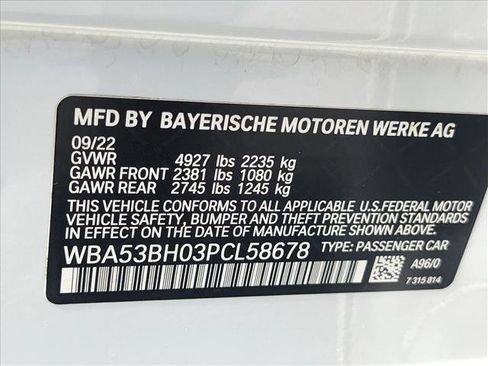 MFD BY BAYERISCHE MOTOREN WERKE AG
09/22
GVWR 4927 lbs 2235 kg
GAWR FRONT 2381 lbs 1080 kg
GAWR REAR 2745 lbs 1245 kg
THIS VEHICLE CONFORMS TO ALL APPLICABLE U.S.FEDERAL MOTOR
VEHICLE SAFETY, BUMPER AND THEFT PREVENTION STANDARDS
IN EFFECT ON THE DATE OF MANUFACTURE SHOWN ABOVE.
WBA53BH03PCL58678 TYPE: PASSENGER CAR
A96/0
7 315 814